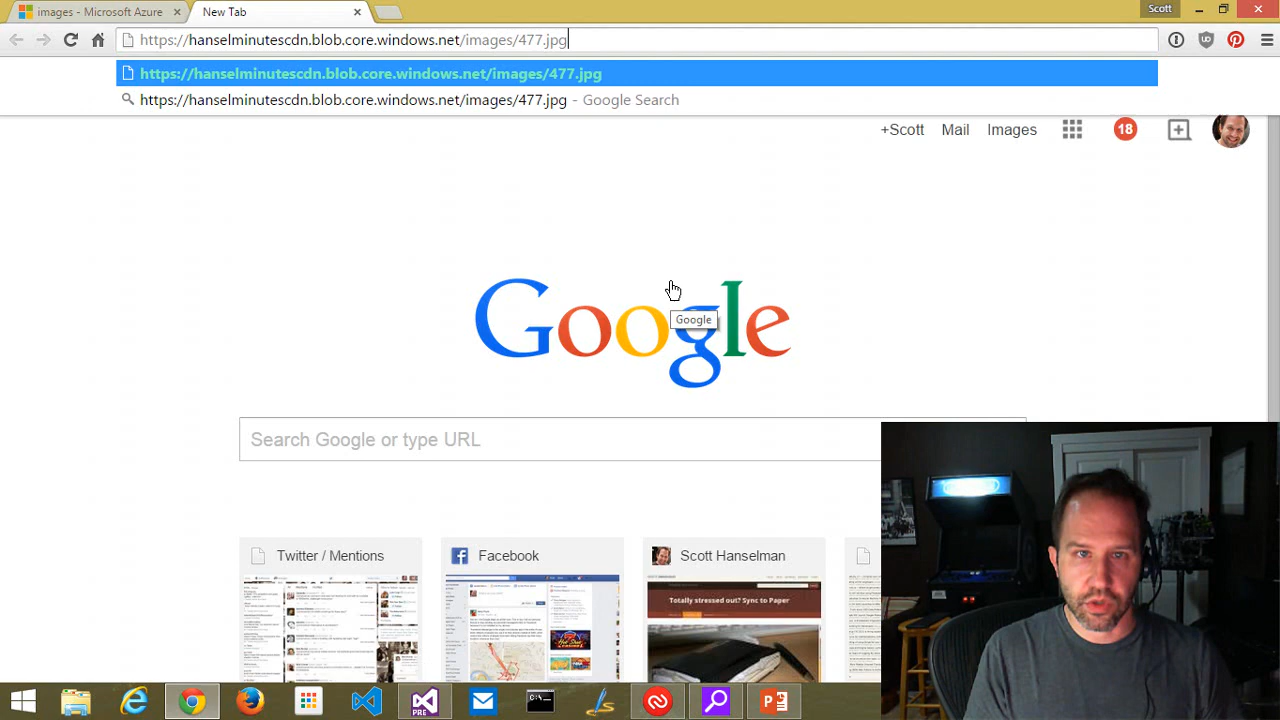 images - Microsoft Azure
New Tab
Scott
https://hanselminutescdn.blob.core.windows.net/images/477.jpg
https://hanselminutescdn.blob.core.windows.net/images/477.jpg
https://hanselminutescdn.blob.core.windows.net/images/477.jpg - Google Search
+Scott Mail Images 18
Google
Google
Search Google or type URL
Twitter / Mentions
Facebook
Scott Hanselman
Totally stressed out? Sync to Paper
C:\
PRE